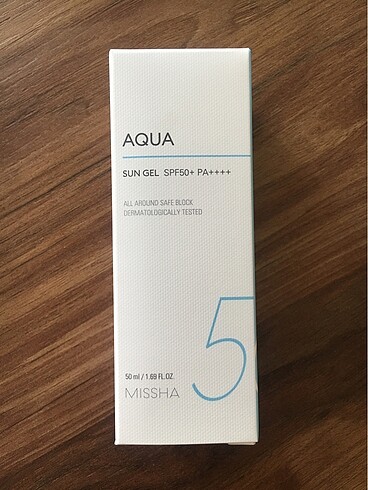 AQUA
SUN GEL SPF50+ PA++++
ALL AROUND SAFE BLOCK
DERMATOLOGICALLY TESTED
5
50 ml / 1.69 FL.OZ.
MISSHA